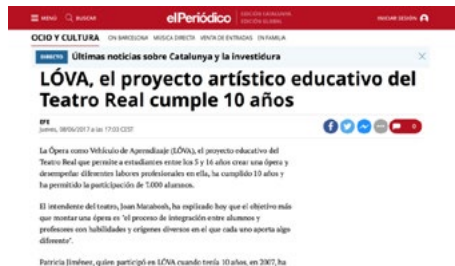 MENÚ BUSCAR elPeriódico EDICIÓN CATALUNYA INICIAR SESIÓN
EDICIÓN GLOBAL
OCIO Y CULTURA ON BARCELONA MÚSICA DIRECTA VENTA DE ENTRADAS EN FAMILIA
DIRECTO Últimas noticias sobre Catalunya y la investidura
LÓVA, el proyecto artístico educativo del
Teatro Real cumple 10 años
EFE
Jueves, 08/06/2017 a las 17:03 CEST
0
La Ópera como Vehículo de Aprendizaje (LÓVA), el proyecto educativo del
Teatro Real que permite a estudiantes entre los 5 y 16 años crear una ópera y
desempeñar diferentes labores profesionales en ella, ha cumplido 10 años y
ha permitido la participación de 7.000 alumnos.
El intendente del teatro, Joan Matabosh, ha explicado hoy que el objetivo más
que montar una ópera es "el proceso de integración entre alumnos y
profesores con habilidades y orígenes diversos en el que cada uno aporta algo
diferente".
Patricia Jiménez, quien participó en LÓVA cuando tenía 10 años, en 2007, ha